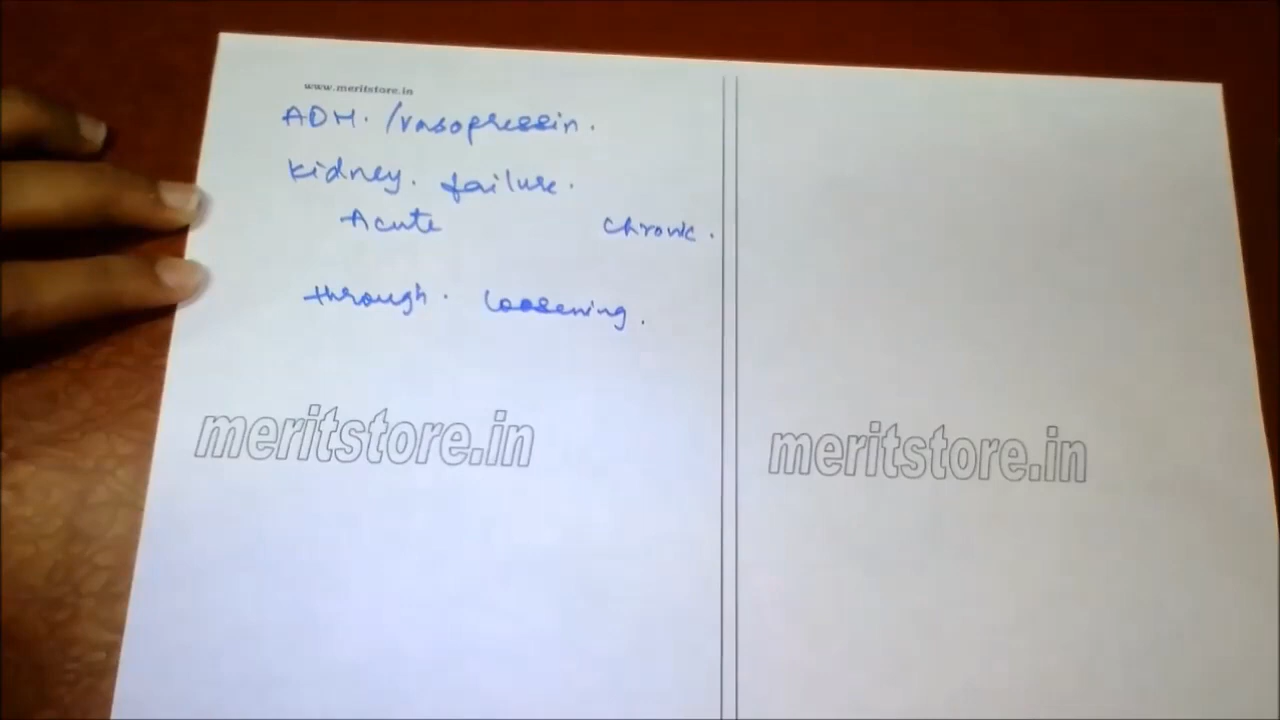 www.meritstore.in
ADH. /vasopressin.
kidney. failure.
Acute chronic.
through. loosening.
meritstore.in meritstore.in